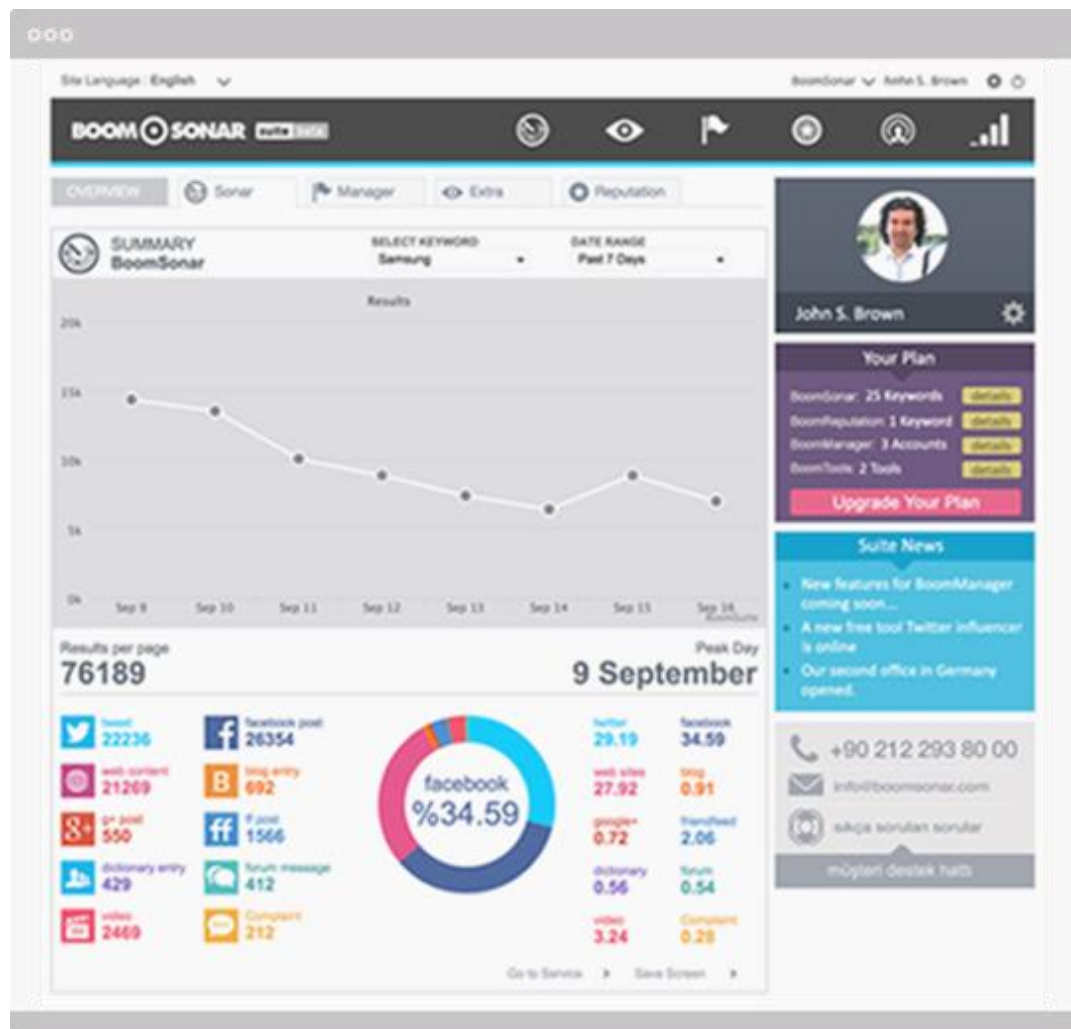 Site Language : English
BoomSonar John S. Brown
BOOM SONAR suite beta
OVERVIEW
Sonar
Manager
Extra
Reputation
SUMMARY
BoomSonar
SELECT KEYWORD
Samsung
DATE RANGE
Past 7 Days
Results
20k
15k
10k
5k
0k
Sep 9 Sep 10 Sep 11 Sep 12 Sep 13 Sep 14 Sep 15 Sep 16
BoomSuite
Results per page
76189
Peak Day
9 September
tweet
22236
facebook post
26354
web content
21269
blog entry
692
g+ post
550
ff post
1566
dictionary entry
429
forum message
412
video
2469
Complaint
212
facebook
%34.59
twitter
29.19
facebook
34.59
web sites
27.92
blog
0.91
google+
0.72
friendfeed
2.06
dictionary
0.56
forum
0.54
video
3.24
Complaint
0.28
Go to Service
Save Screen
John S. Brown
Your Plan
BoomSonar: 25 Keywords details
BoomReputation: 1 Keyword details
BoomManager: 3 Accounts details
BoomTools: 2 Tools details
Upgrade Your Plan
Suite News
New features for BoomManager
coming soon...
A new free tool Twitter influencer
is online
Our second office in Germany
opened.
+90 212 293 80 00
info@boomsonar.com
sıkça sorulan sorular
müşteri destek hattı